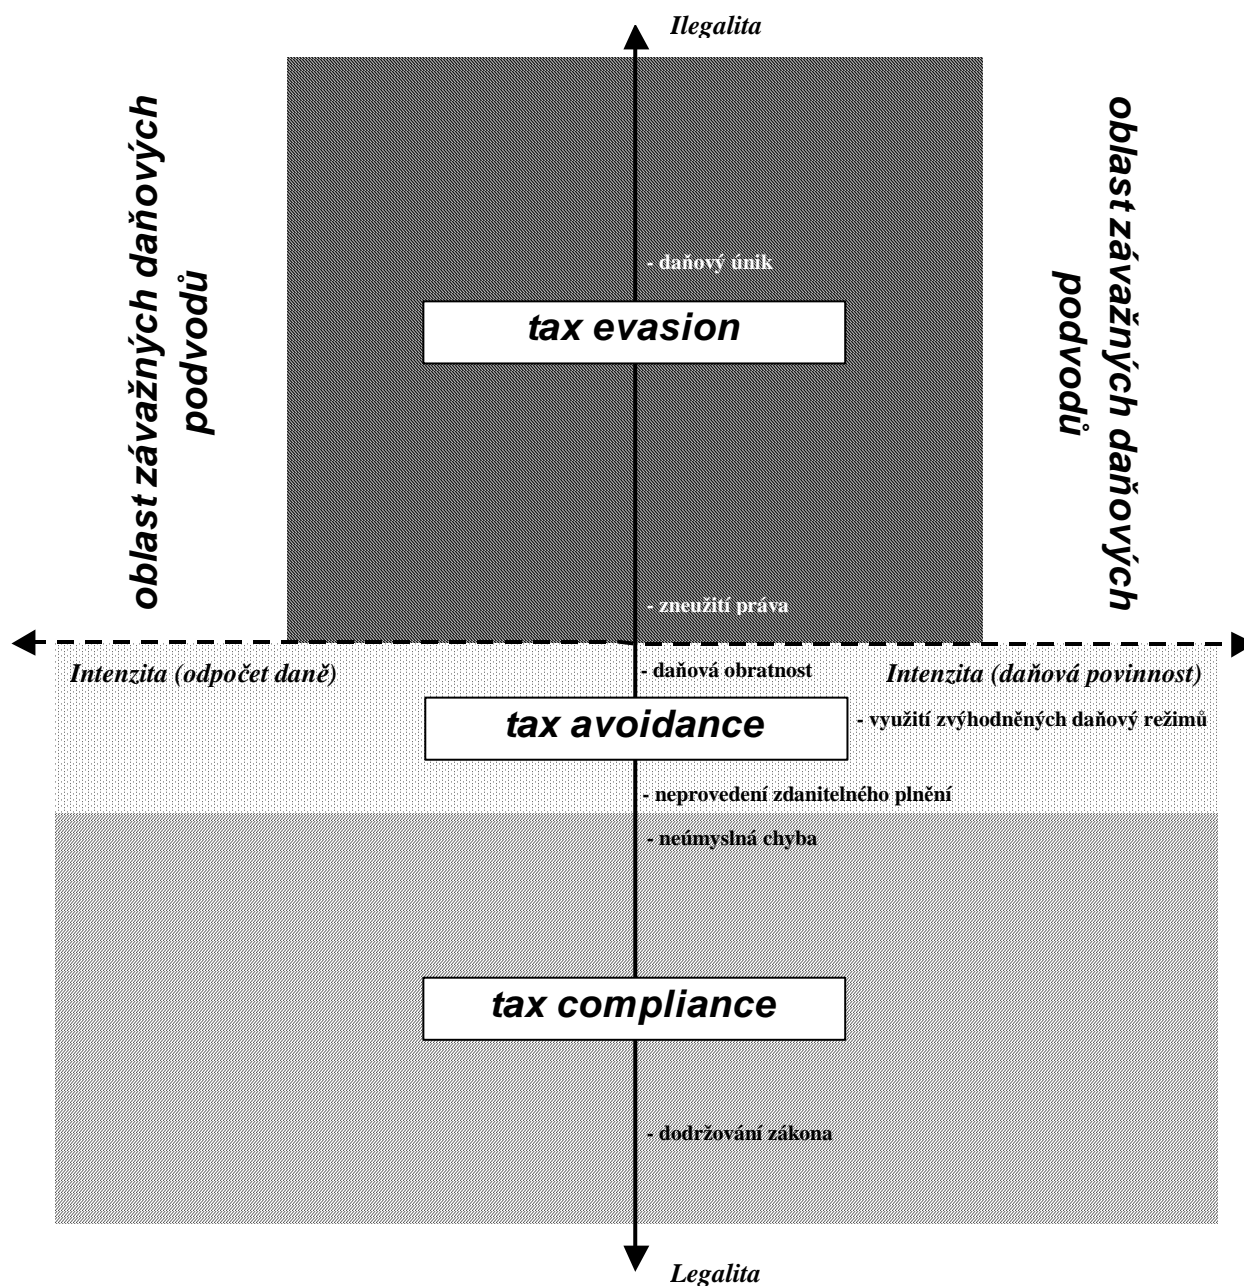 Ilegalita
oblast závažných daňových
podvodů
oblast závažných daňových
podvodů
- daňový únik
tax evasion
- zneužití práva
Intenzita (odpočet daně)
- daňová obratnost
Intenzita (daňová povinnost)
tax avoidance
- využití zvýhodněných daňový režimů
- neprovedení zdanitelného plnění
- neúmyslná chyba
tax compliance
- dodržování zákona
Legalita